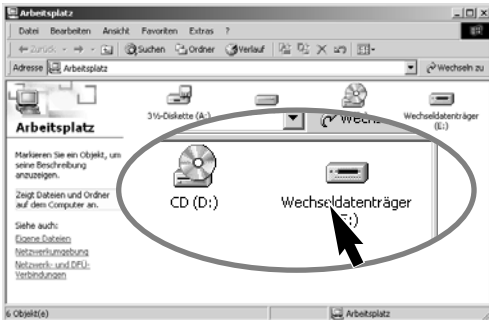 Arbeitsplatz
Datei Bearbeiten Ansicht Favoriten Extras ?
Zurück Suchen Ordner Verlauf
Adresse Arbeitsplatz Wechseln zu
Arbeitsplatz
Markieren Sie ein Objekt, um
seine Beschreibung
anzuzeigen.
Zeigt Dateien und Ordner
auf dem Computer an.
Siehe auch:
Eigene Dateien
Netzwerkumgebung
Netzwerk- und DFÜ-
Verbindungen
3½-Diskette (A:)
Wechseldatenträger
(E:)
CD (D:)
Wechseldatenträger
6 Objekt(e) Arbeitsplatz